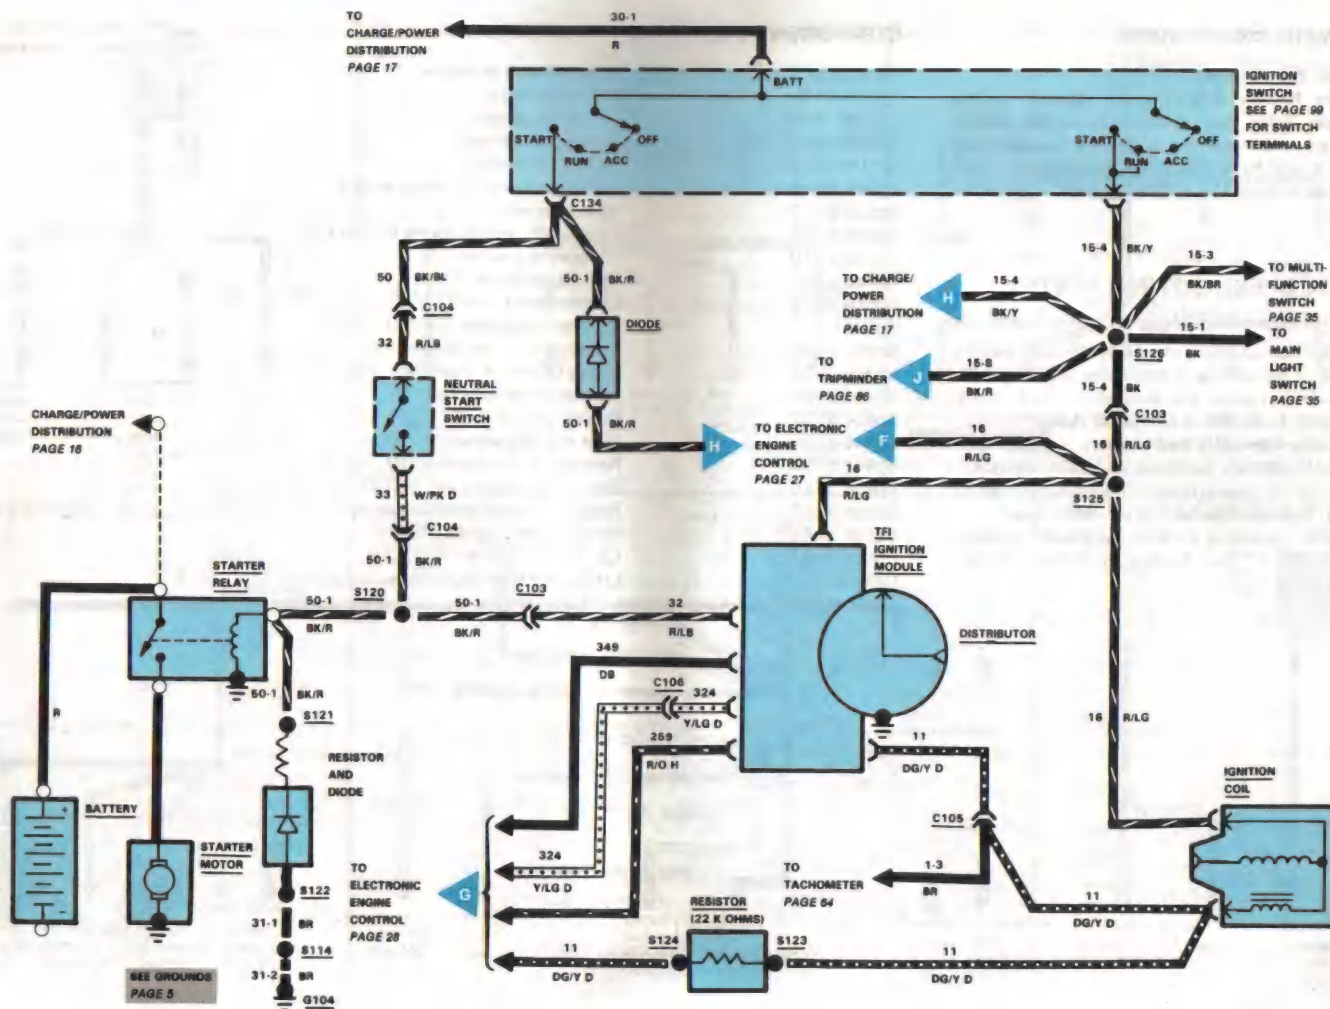 TO
CHARGE/POWER
DISTRIBUTION
PAGE 17
30-1
R
BATT
START
RUN
ACC
OFF
START
RUN
ACC
OFF
IGNITION
SWITCH
SEE PAGE 99
FOR SWITCH
TERMINALS
C134
50
BK/BL
C104
32
R/LB
NEUTRAL
START
SWITCH
33
W/PK D
C104
50-1
BK/R
50-1
BK/R
DIODE
50-1
BK/R
H
TO ELECTRONIC
ENGINE
CONTROL
PAGE 27
F
16
R/LG
16
R/LG
TO CHARGE/
POWER
DISTRIBUTION
PAGE 17
H
15-4
BK/Y
TO
TRIPMINDER
PAGE 86
J
15-8
BK/R
15-4
BK/Y
15-3
BK/BR
TO MULTI-
FUNCTION
SWITCH
PAGE 35
15-1
BK
TO
MAIN
LIGHT
SWITCH
PAGE 35
S126
15-4
BK
C103
16
R/LG
S125
CHARGE/POWER
DISTRIBUTION
PAGE 16
STARTER
RELAY
50-1
BK/R
S120
50-1
BK/R
C103
32
R/LB
TFI
IGNITION
MODULE
DISTRIBUTOR
349
DB
C106
324
Y/LG D
259
R/O H
11
DG/Y D
16
R/LG
R
50-1
BK/R
S121
RESISTOR
AND
DIODE
BATTERY
STARTER
MOTOR
S122
31-1
BR
S114
31-2
BR
G104
SEE GROUNDS
PAGE 5
TO
ELECTRONIC
ENGINE
CONTROL
PAGE 28
G
324
Y/LG D
11
DG/Y D
S124
RESISTOR
(22 K OHMS)
S123
11
DG/Y D
TO
TACHOMETER
PAGE 64
1-3
BR
C105
11
DG/Y D
IGNITION
COIL